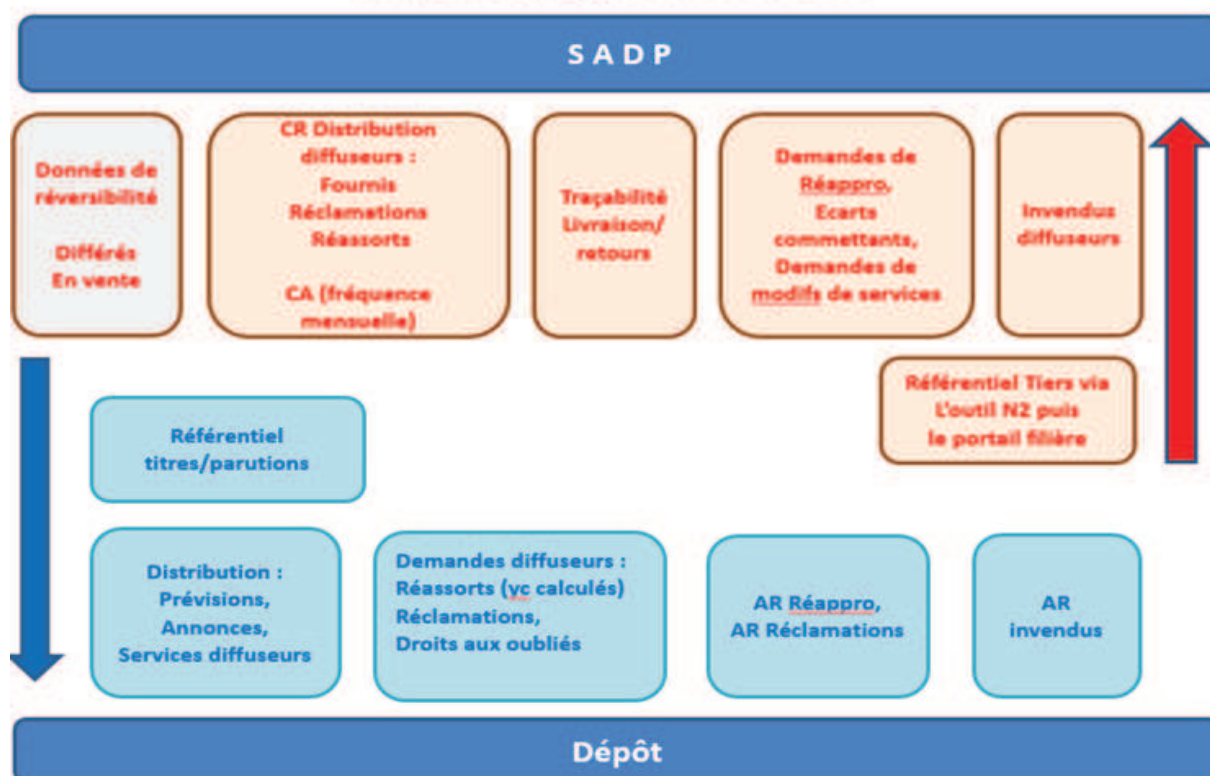 S A D P
Données de
réversibilité
Différés
En vente
CR Distribution
diffuseurs :
Fournis
Réclamations
Réassorts
CA (fréquence
mensuelle)
Traçabilité
Livraison/
retours
Demandes de
Réappro,
Ecarts
commettants,
Demandes de
modifs de services
Invendus
diffuseurs
Référentiel Tiers via
L'outil N2 puis
le portail filière
Référentiel
titres/parutions
Distribution :
Prévisions,
Annonces,
Services diffuseurs
Demandes diffuseurs :
Réassorts (yc calculés)
Réclamations,
Droits aux oubliés
AR Réappro,
AR Réclamations
AR
invendus
Dépôt